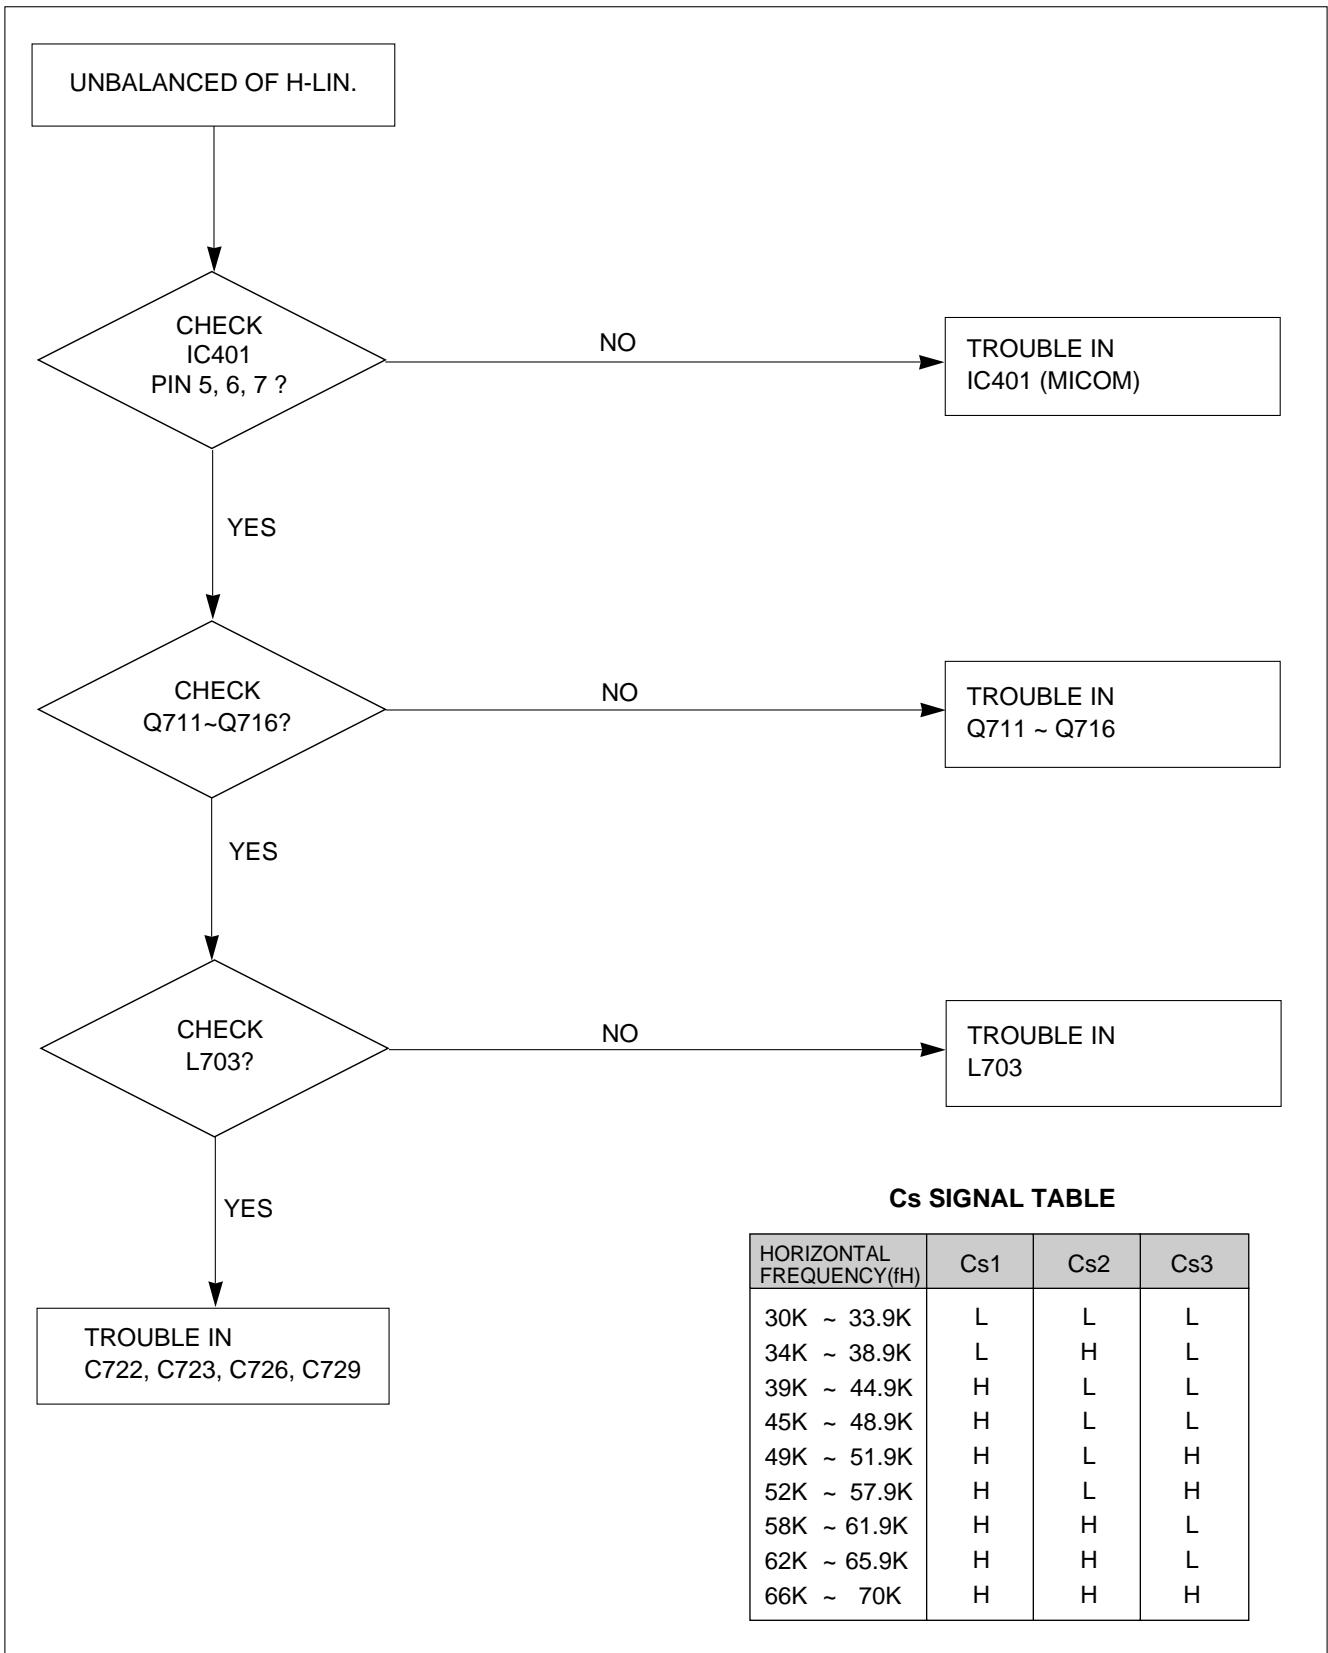 UNBALANCED OF H-LIN.
CHECK
IC401
PIN 5, 6, 7 ?
NO
TROUBLE IN
IC401 (MICOM)
YES
CHECK
Q711~Q716?
NO
TROUBLE IN
Q711 ~ Q716
YES
CHECK
L703?
NO
TROUBLE IN
L703
YES
TROUBLE IN
C722, C723, C726, C729
Cs SIGNAL TABLE
HORIZONTAL
FREQUENCY(fH) Cs1 Cs2 Cs3
30K ~ 33.9K L L L
34K ~ 38.9K L H L
39K ~ 44.9K H L L
45K ~ 48.9K H L L
49K ~ 51.9K H L H
52K ~ 57.9K H L H
58K ~ 61.9K H H L
62K ~ 65.9K H H L
66K ~ 70K H H H